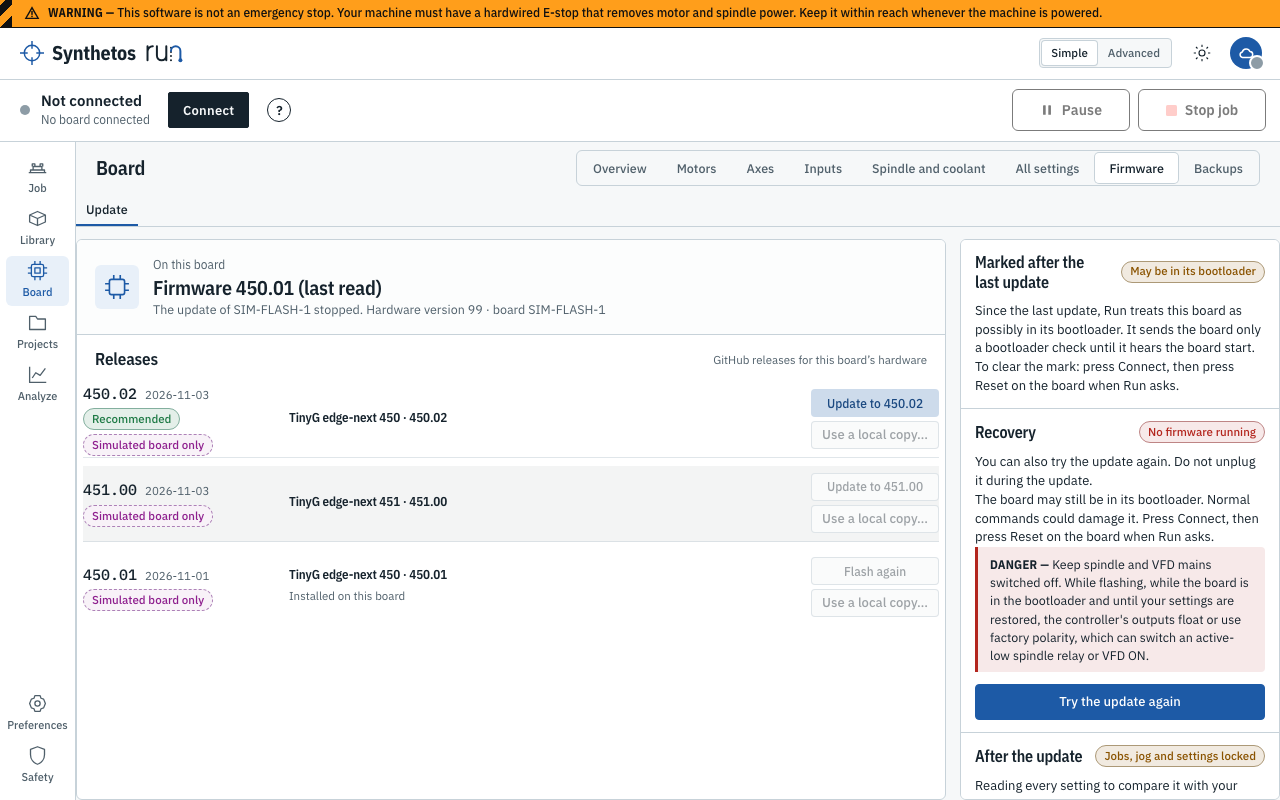 WARNING — This software is not an emergency stop. Your machine must have a hardwired E-stop that removes motor and spindle power. Keep it within reach whenever the machine is powered.
Synthetos run
Simple Advanced
Not connected
No board connected
Connect
?
Pause
Stop job
Job
Library
Board
Projects
Analyze
Preferences
Safety
Board
Overview Motors Axes Inputs Spindle and coolant All settings Firmware Backups
Update
On this board
Firmware 450.01 (last read)
The update of SIM-FLASH-1 stopped. Hardware version 99 · board SIM-FLASH-1
Releases
GitHub releases for this board's hardware
450.02 2026-11-03
Recommended
Simulated board only
TinyG edge-next 450 · 450.02
Update to 450.02
Use a local copy...
451.00 2026-11-03
Simulated board only
TinyG edge-next 451 · 451.00
Update to 451.00
Use a local copy...
450.01 2026-11-01
Simulated board only
TinyG edge-next 450 · 450.01
Installed on this board
Flash again
Use a local copy...
Marked after the
last update
May be in its bootloader
Since the last update, Run treats this board as
possibly in its bootloader. It sends the board only
a bootloader check until it hears the board start.
To clear the mark: press Connect, then press
Reset on the board when Run asks.
Recovery
No firmware running
You can also try the update again. Do not unplug
it during the update.
The board may still be in its bootloader. Normal
commands could damage it. Press Connect, then
press Reset on the board when Run asks.
DANGER — Keep spindle and VFD mains
switched off. While flashing, while the board is
in the bootloader and until your settings are
restored, the controller's outputs float or use
factory polarity, which can switch an active-
low spindle relay or VFD ON.
Try the update again
After the update
Jobs, jog and settings locked
Reading every setting to compare it with your